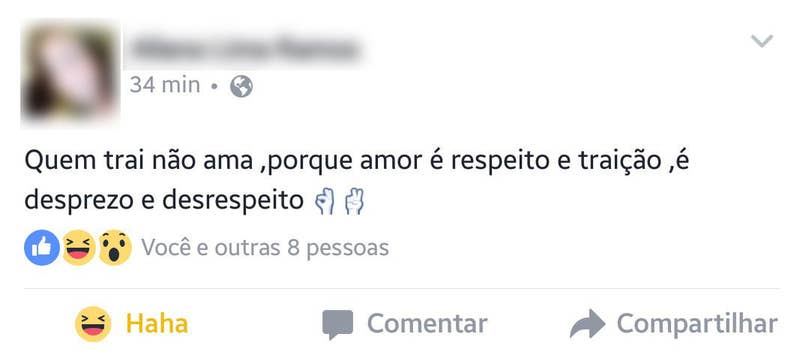 34 min •
Quem trai não ama ,porque amor é respeito e traição ,é
desprezo e desrespeito
Você e outras 8 pessoas
Haha Comentar Compartilhar